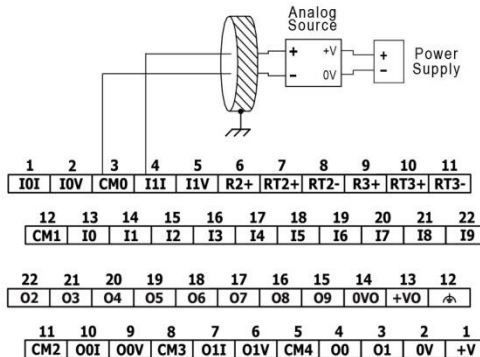 Analog
Source
+ +V
- 0V
+
-
Power
Supply
1 2 3 4 5 6 7 8 9 10 11
I0I I0V CM0 I1I I1V R2+ RT2+ RT2- R3+ RT3+ RT3-
12 13 14 15 16 17 18 19 20 21 22
CM1 I0 I1 I2 I3 I4 I5 I6 I7 I8 I9
22 21 20 19 18 17 16 15 14 13 12
O2 O3 O4 O5 O6 O7 O8 O9 0VO +VO
11 10 9 8 7 6 5 4 3 2 1
CM2 O0I O0V CM3 O1I O1V CM4 O0 O1 0V +V